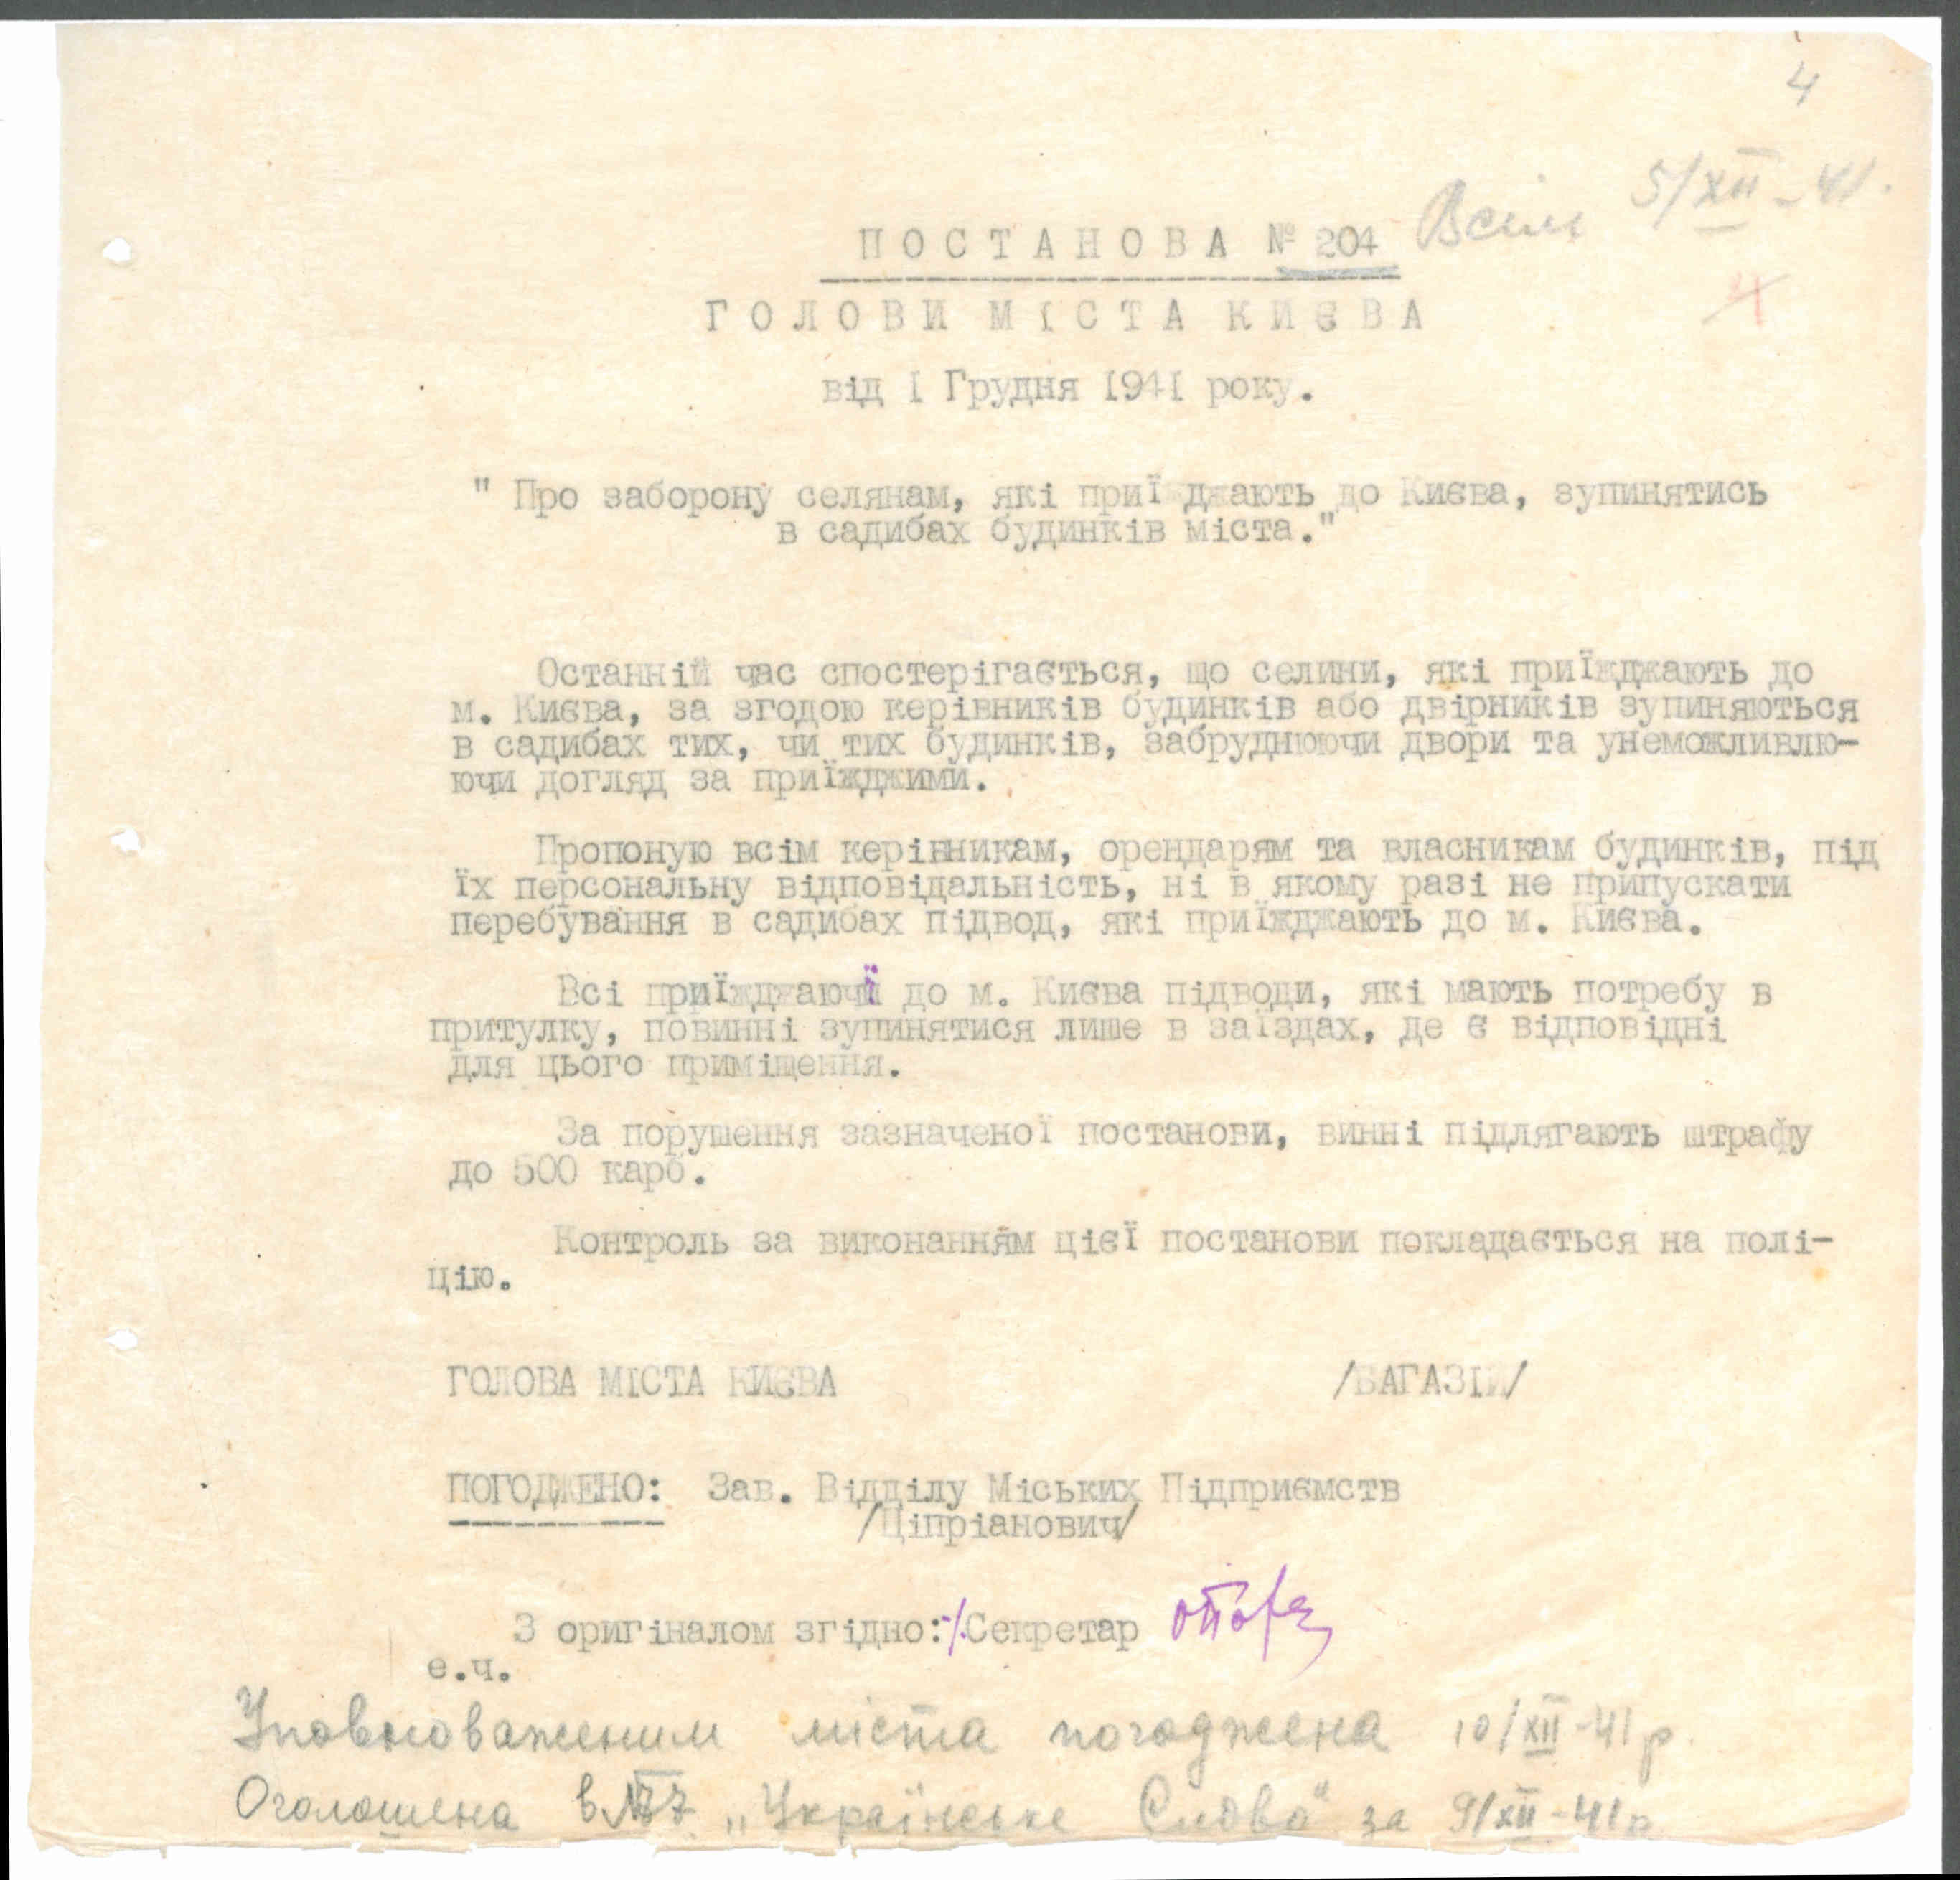 4
Всім 5/XII-41.
ПОСТАНОВА № 204
4
ГОЛОВИ МІСТА КИЄВА
від I Грудня 1941 року.
" Про заборону селянам, які приїжджають до Києва, зупинятись
в садибах будинків міста."
Останній час спостерігається, що селини, які приїжджають до
м. Києва, за згодою керівників будинків або двірників зупиняються
в садибах тих, чи тих будинків, забруднюючи двори та унеможливлю-
ючи догляд за приїжджими.
Пропоную всім керівникам, орендарям та власникам будинків, під
їх персональну відповідальність, ні в якому разі не припускати
перебування в садибах підвод, які приїжджають до м. Києва.
Всі приїжджаючї до м. Києва підводи, які мають потребу в
притулку, повинні зупинятися лише в заїздах, де є відповідні
для цього приміщення.
За порушення зазначеної постанови, винні підлягають штрафу
до 500 карб.
Контроль за виконанням цієї постанови покладається на полі-
цію.
ГОЛОВА МІСТА КИЄВА /БАГАЗІЙ/
ПОГОДЖЕНО: Зав. Відділу Міських Підприємств
/Ціпріанович/
З оригіналом згідно:-/.Секретар
е.ч.
Уповноваженим міста погоджена 10/XII-41 р.
Оголошена в №77 „Українське Слово" за 9/XII-41 р